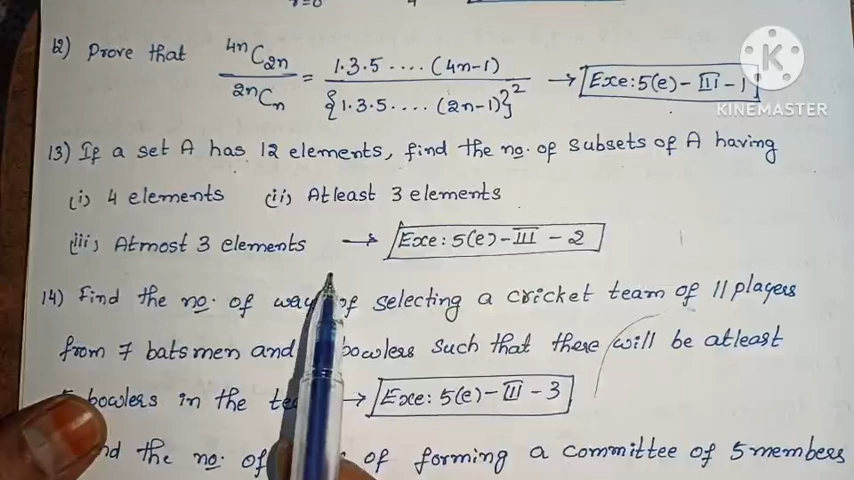 12) Prove that 4nC2n / 2nCn = 1.3.5 .... (4n-1) / {1.3.5 .... (2n-1)}² → Exe: 5(e) - III - 1
KINEMASTER
13) If a set A has 12 elements, find the no. of subsets of A having
(i) 4 elements (ii) Atleast 3 elements
(iii) Atmost 3 elements → Exe: 5(e) - III - 2
14) Find the no. of of selecting a cricket team of 11 players
from 7 batsmen and bowlers such that there will be atleast
bowlers in the → Exe: 5(e) - III - 3
the no. of of forming a committee of 5 members